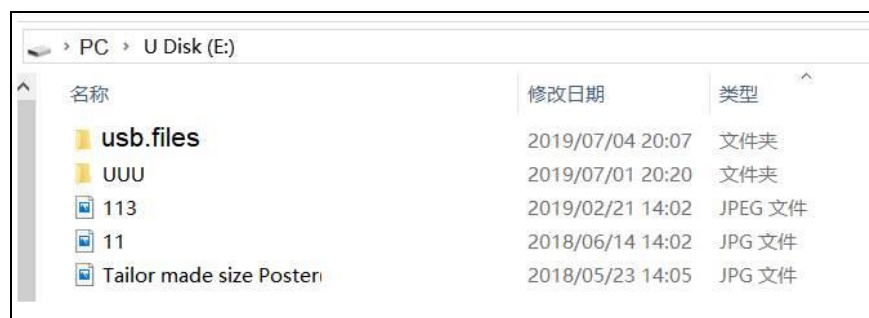 PC › U Disk (E:)
名称 修改日期 类型
usb.files 2019/07/04 20:07 文件夹
UUU 2019/07/01 20:20 文件夹
113 2019/02/21 14:02 JPEG 文件
11 2018/06/14 14:02 JPG 文件
Tailor made size Poster 2018/05/23 14:05 JPG 文件